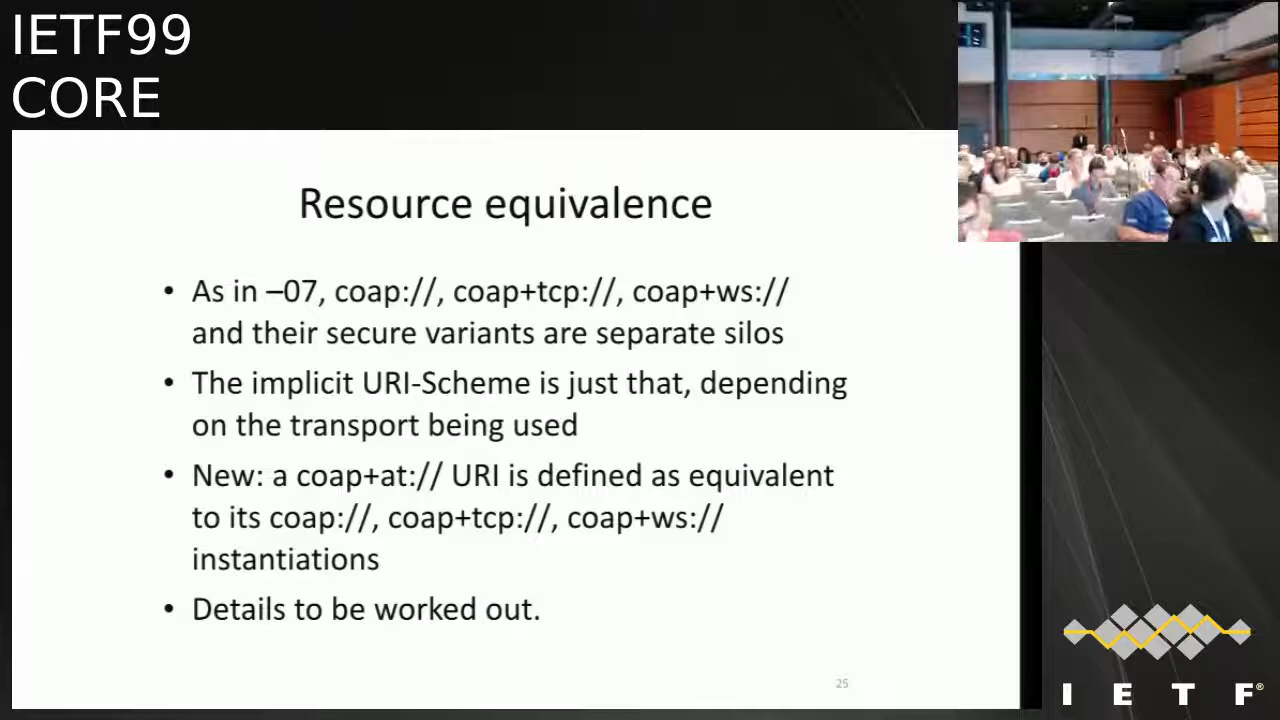 IETF99
CORE
Resource equivalence
• As in –07, coap://, coap+tcp://, coap+ws://
and their secure variants are separate silos
• The implicit URI-Scheme is just that, depending
on the transport being used
• New: a coap+at:// URI is defined as equivalent
to its coap://, coap+tcp://, coap+ws://
instantiations
• Details to be worked out.
25
I E T F®